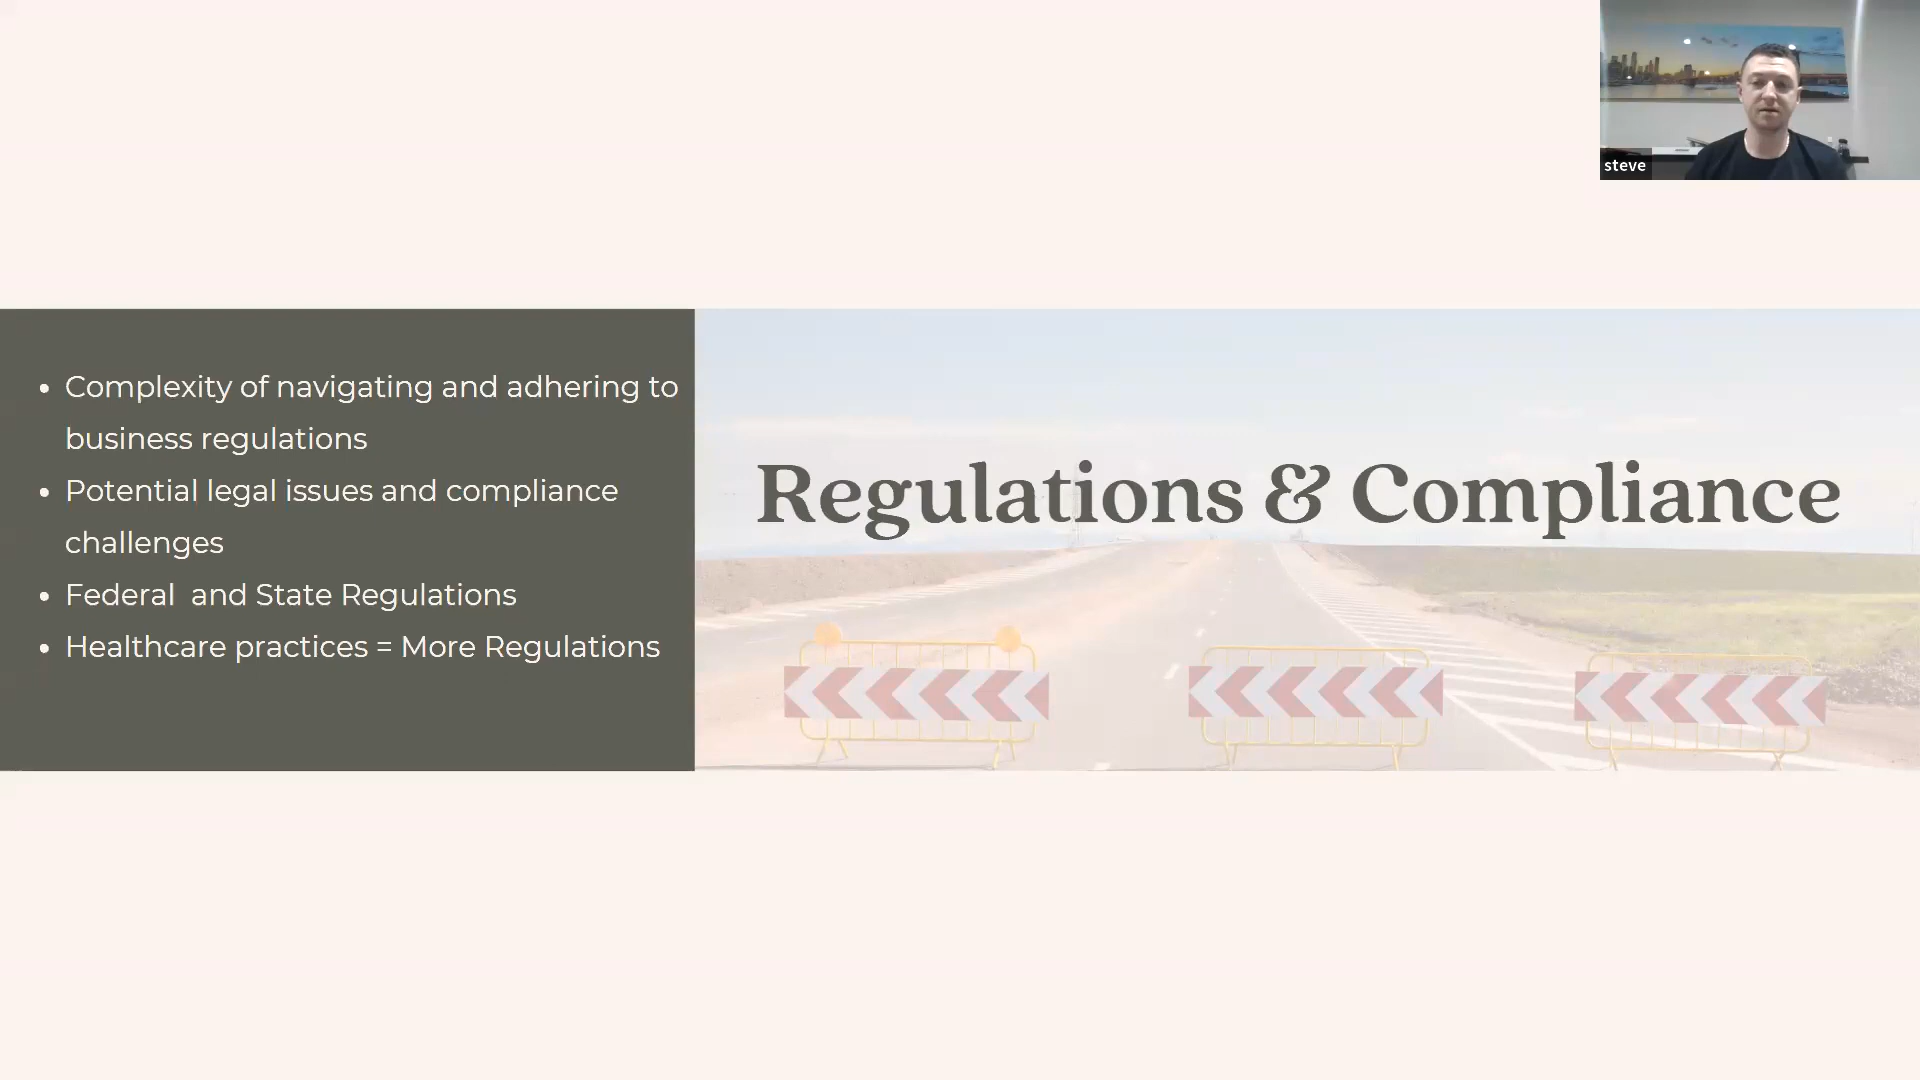 steve
• Complexity of navigating and adhering to
business regulations
• Potential legal issues and compliance
challenges
• Federal  and State Regulations
• Healthcare practices = More Regulations
Regulations & Compliance